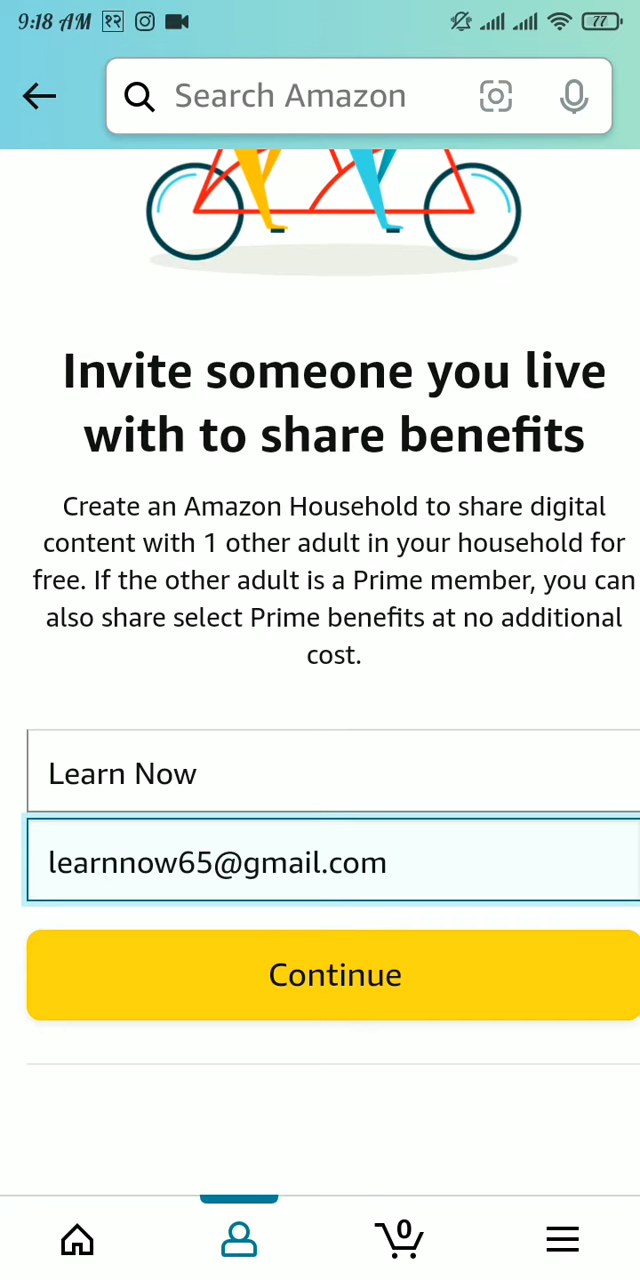 9:18 AM १२ 77
Search Amazon
Invite someone you live
with to share benefits
Create an Amazon Household to share digital
content with 1 other adult in your household for
free. If the other adult is a Prime member, you can
also share select Prime benefits at no additional
cost.
Learn Now
learnnow65@gmail.com
Continue
0